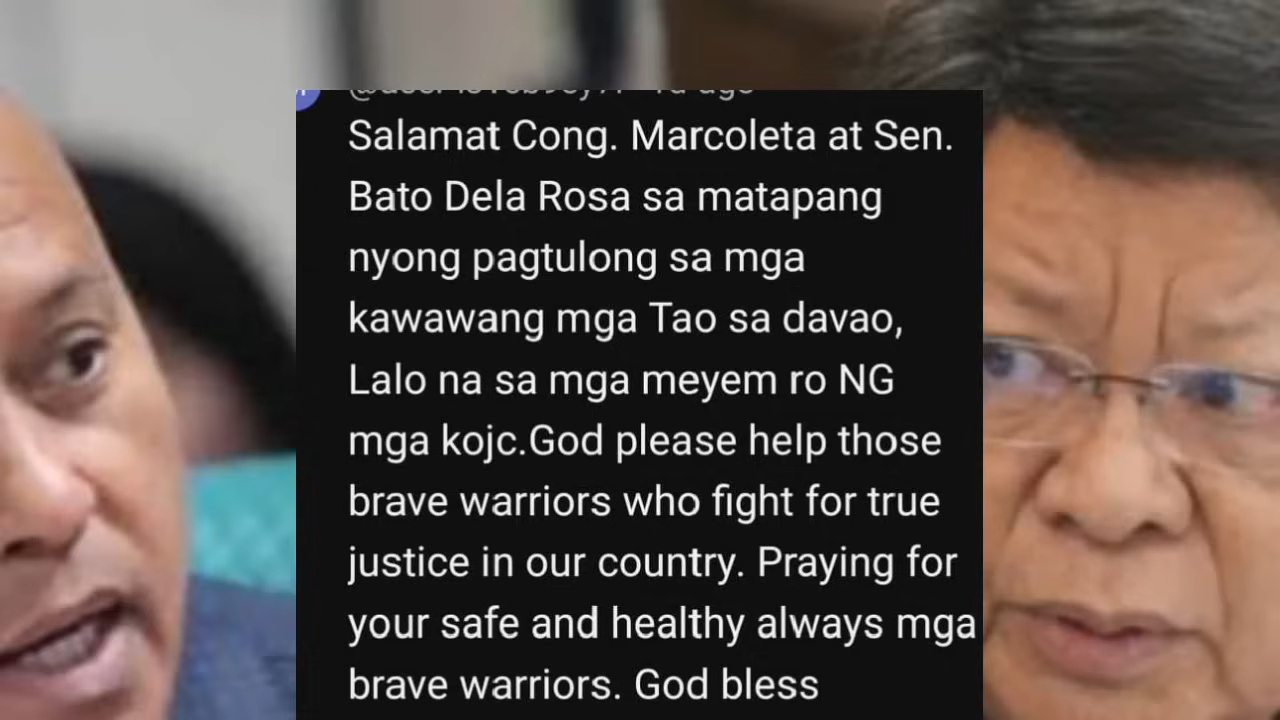 Salamat Cong. Marcoleta at Sen.
Bato Dela Rosa sa matapang
nyong pagtulong sa mga
kawawang mga Tao sa davao,
Lalo na sa mga meyem ro NG
mga kojc.God please help those
brave warriors who fight for true
justice in our country. Praying for
your safe and healthy always mga
brave warriors. God bless